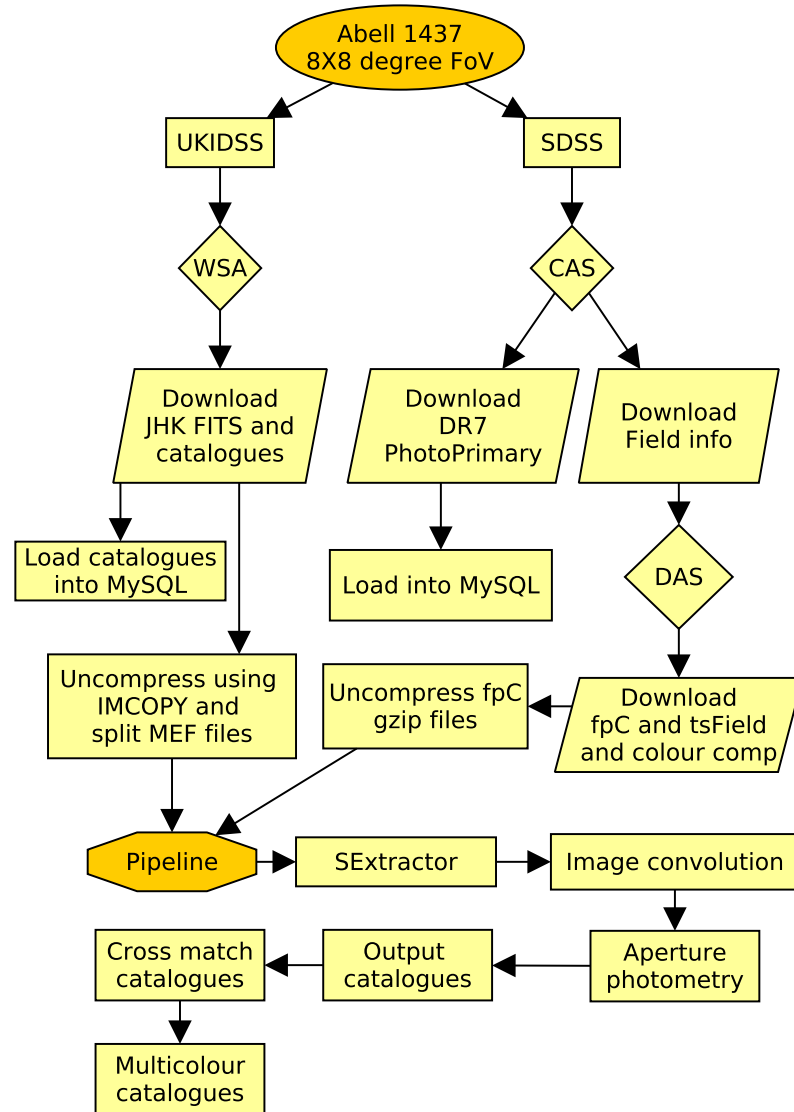 Abell 1437
8X8 degree FoV
UKIDSS
SDSS
WSA
CAS
Download
JHK FITS and
catalogues
Download
DR7
PhotoPrimary
Download
Field info
Load catalogues
into MySQL
Load into MySQL
DAS
Uncompress using
IMCOPY and
split MEF files
Uncompress fpC
gzip files
Download
fpC and tsField
and colour comp
Pipeline
SExtractor
Image convolution
Cross match
catalogues
Output
catalogues
Aperture
photometry
Multicolour
catalogues